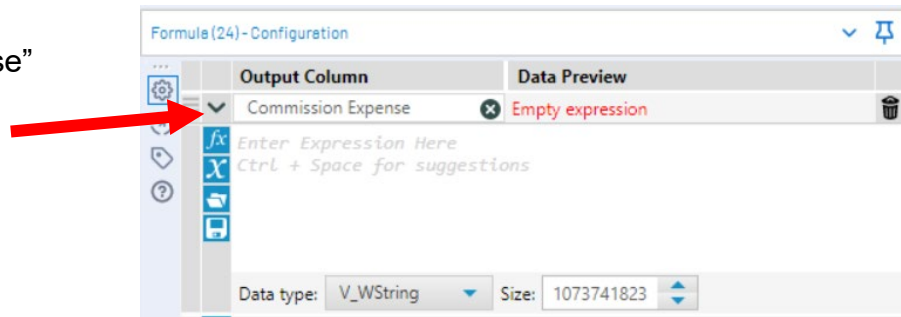 se”
Formula (24) - Configuration
Output Column Data Preview
Commission Expense Empty expression
fx Enter Expression Here
X Ctrl + Space for suggestions
Data type: V_WString Size: 1073741823